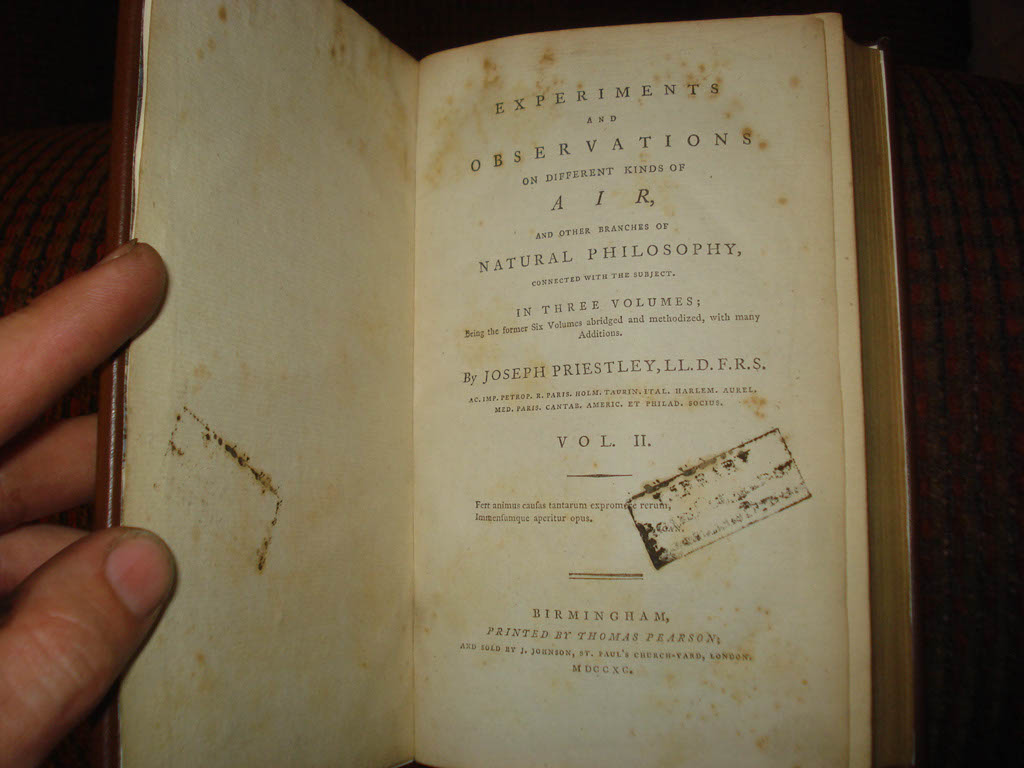 EXPERIMENTS
AND
OBSERVATIONS
ON DIFFERENT KINDS OF
AIR,
AND OTHER BRANCHES OF
NATURAL PHILOSOPHY,
CONNECTED WITH THE SUBJECT.
IN THREE VOLUMES;
Being the former Six Volumes abridged and methodized, with many
Additions.
By JOSEPH PRIESTLEY, LL.D. F.R.S.
AC. IMP. PETROP. R. PARIS. HOLM. TAURIN. ITAL. HARLEM. AUREL.
MED. PARIS. CANTAB. AMERIC. ET PHILAD. SOCIUS.
VOL. II.
Fert animus cauſas tantarum expromere rerum,
Immenſumque aperitur opus.
LUCAN.
LIBRARY
BIRMINGHAM,
PRINTED BY THOMAS PEARSON;
AND SOLD BY J. JOHNSON, ST. PAUL'S CHURCH-YARD, LONDON.
MDCCXC.